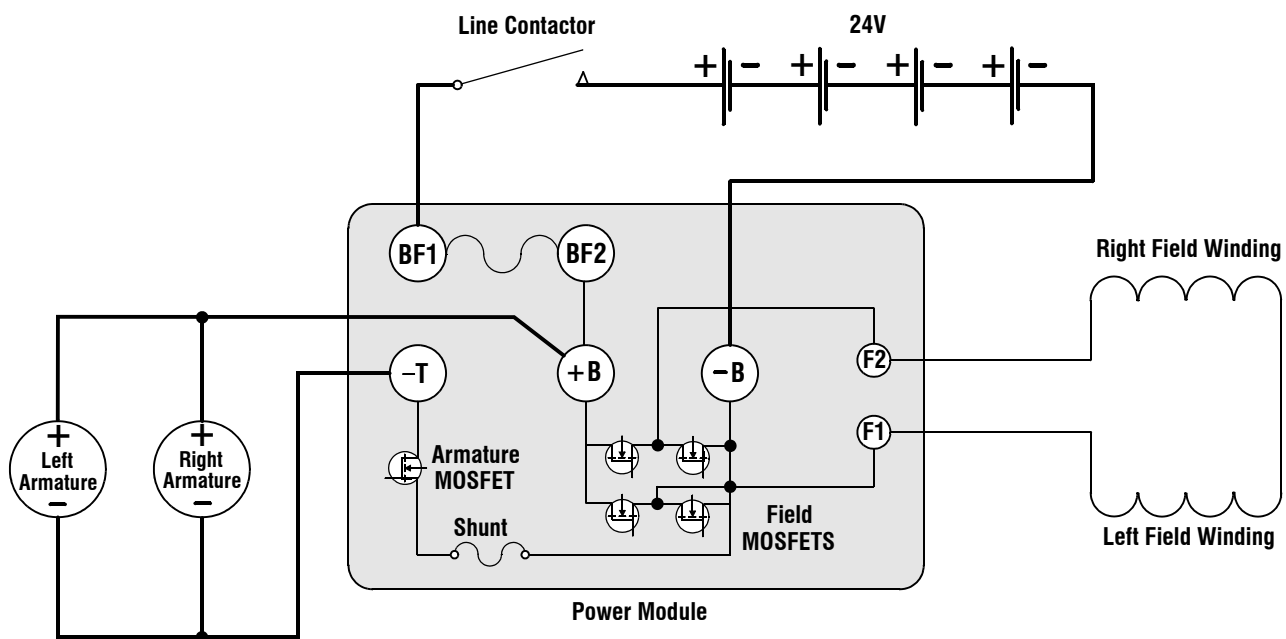 Line Contactor
24V
+ − + − + − + −
BF1
BF2
Right Field Winding
−T
+B
−B
F2
F1
+
Left
Armature
−
+
Right
Armature
−
Armature
MOSFET
Shunt
Field
MOSFETS
Left Field Winding
Power Module